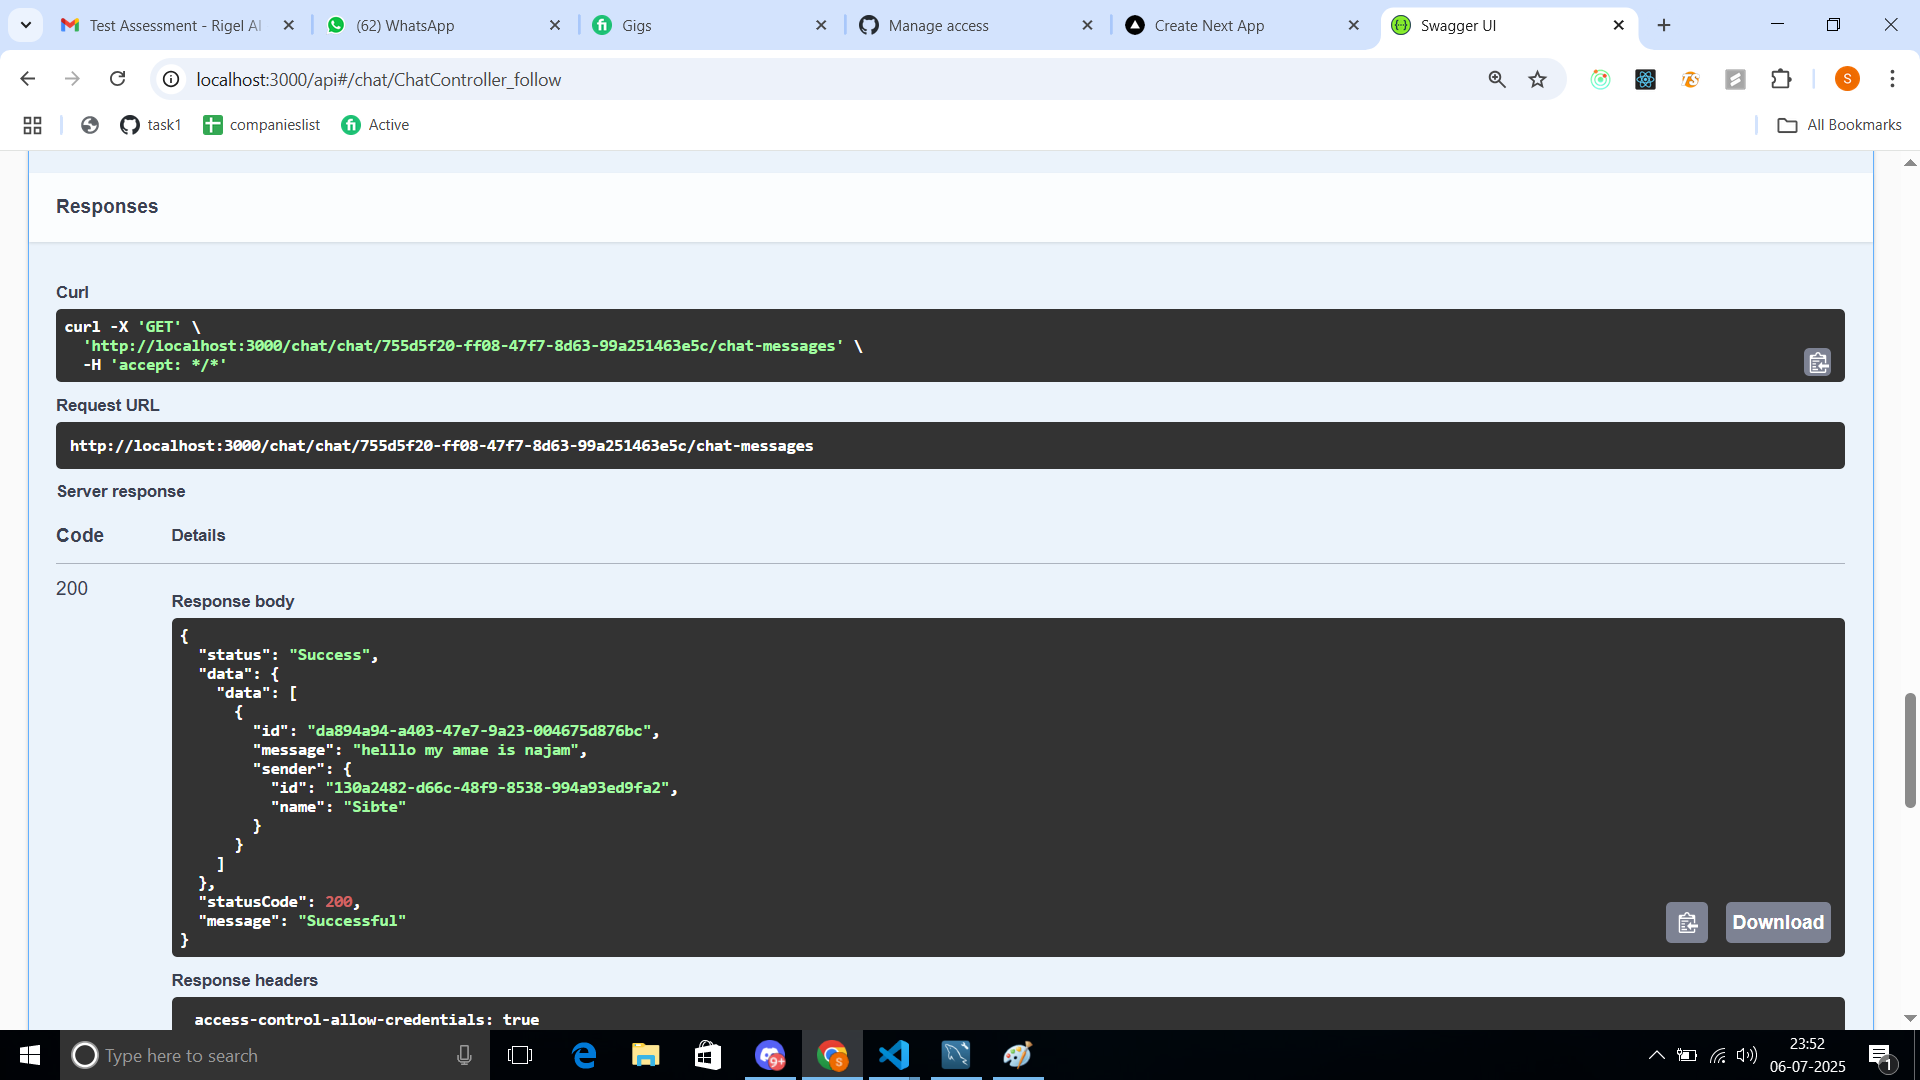 Test Assessment - Rigel AI
(62) WhatsApp
Gigs
Manage access
Create Next App
Swagger UI
localhost:3000/api#/chat/ChatController_follow
S
task1
companieslist
Active
All Bookmarks
Responses
Curl
curl -X 'GET' \
'http://localhost:3000/chat/chat/755d5f20-ff08-47f7-8d63-99a251463e5c/chat-messages' \
-H 'accept: */*'
Request URL
http://localhost:3000/chat/chat/755d5f20-ff08-47f7-8d63-99a251463e5c/chat-messages
Server response
Code
Details
200
Response body
{
"status": "Success",
"data": {
"data": [
{
"id": "da894a94-a403-47e7-9a23-004675d876bc",
"message": "helllo my amae is najam",
"sender": {
"id": "130a2482-d66c-48f9-8538-994a93ed9fa2",
"name": "Sibte"
}
}
]
},
"statusCode": 200,
"message": "Successful"
}
Download
Response headers
access-control-allow-credentials: true
Type here to search
9+
S
23:52
06-07-2025
1